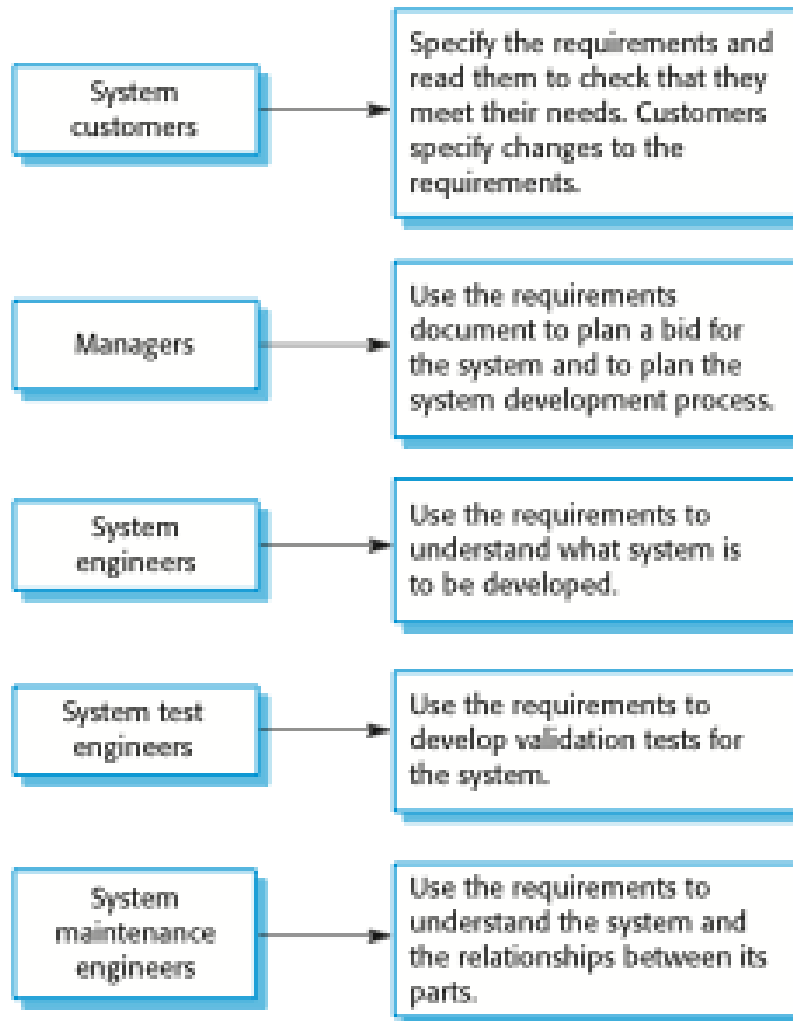 System
customers
Specify the requirements and
read them to check that they
meet their needs. Customers
specify changes to the
requirements.
Managers
Use the requirements
document to plan a bid for
the system and to plan the
system development process.
System
engineers
Use the requirements to
understand what system is
to be developed.
System test
engineers
Use the requirements to
develop validation tests for
the system.
System
maintenance
engineers
Use the requirements to
understand the system and
the relationships between its
parts.